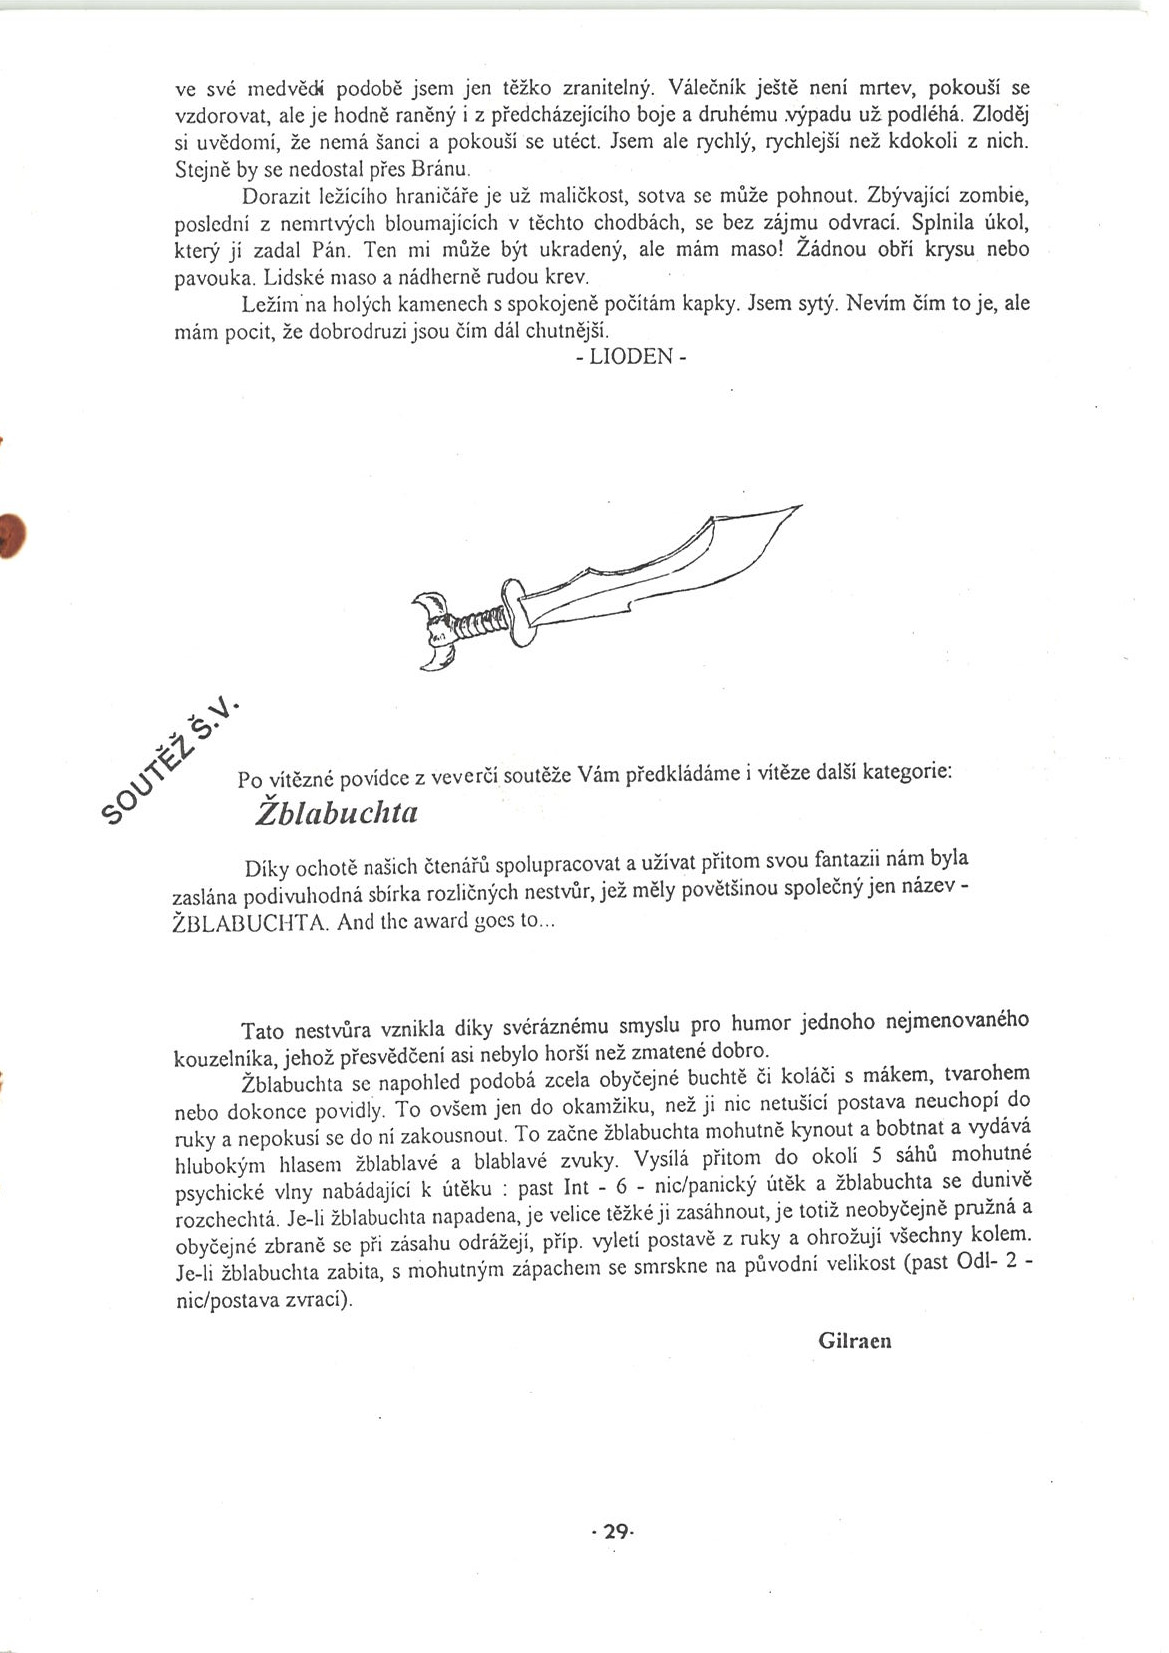 ve své medvědí podobě jsem jen těžko zranitelný. Válečník ještě není mrtev, pokouší se
vzdorovat, ale je hodně raněný i z předcházejícího boje a druhému výpadu už podléhá. Zloděj
si uvědomí, že nemá šanci a pokouší se utéct. Jsem ale rychlý, rychlejší než kdokoli z nich.
Stejně by se nedostal přes Bránu.
Dorazit ležícího hraničáře je už maličkost, sotva se může pohnout. Zbývající zombie,
poslední z nemrtvých bloumajících v těchto chodbách, se bez zájmu odvrací. Splnila úkol,
který jí zadal Pán. Ten mi může být ukradený, ale mám maso! Žádnou obří krysu nebo
pavouka. Lidské maso a nádherně rudou krev.
Ležím na holých kamenech s spokojeně počítám kapky. Jsem sytý. Nevím čím to je, ale
mám pocit, že dobrodruzi jsou čím dál chutnější.
- LIODEN -
SOUTĚŽ Š.V.
Po vítězné povídce z veverčí soutěže Vám předkládáme i vítěze další kategorie:
Žblabuchta
Díky ochotě našich čtenářů spolupracovat a užívat přitom svou fantazii nám byla
zaslána podivuhodná sbírka rozličných nestvůr, jež měly povětšinou společný jen název -
ŽBLABUCHTA. And the award goes to...
Tato nestvůra vznikla díky svéráznému smyslu pro humor jednoho nejmenovaného
kouzelníka, jehož přesvědčení asi nebylo horší než zmatené dobro.
Žblabuchta se napohled podobá zcela obyčejné buchtě či koláči s mákem, tvarohem
nebo dokonce povidly. To ovšem jen do okamžiku, než ji nic netušící postava neuchopí do
ruky a nepokusí se do ní zakousnout. To začne žblabuchta mohutně kynout a bobtnat a vydává
hlubokým hlasem žblablavé a blablavé zvuky. Vysílá přitom do okolí 5 sáhů mohutné
psychické vlny nabádající k útěku : past Int - 6 - nic/panický útěk a žblabuchta se dunivě
rozchechtá. Je-li žblabuchta napadena, je velice těžké ji zasáhnout, je totiž neobyčejně pružná a
obyčejné zbraně se při zásahu odrážejí, příp. vyletí postavě z ruky a ohrožují všechny kolem.
Je-li žblabuchta zabita, s mohutným zápachem se smrskne na původní velikost (past Odl- 2 -
nic/postava zvrací).
Gilraen
- 29-